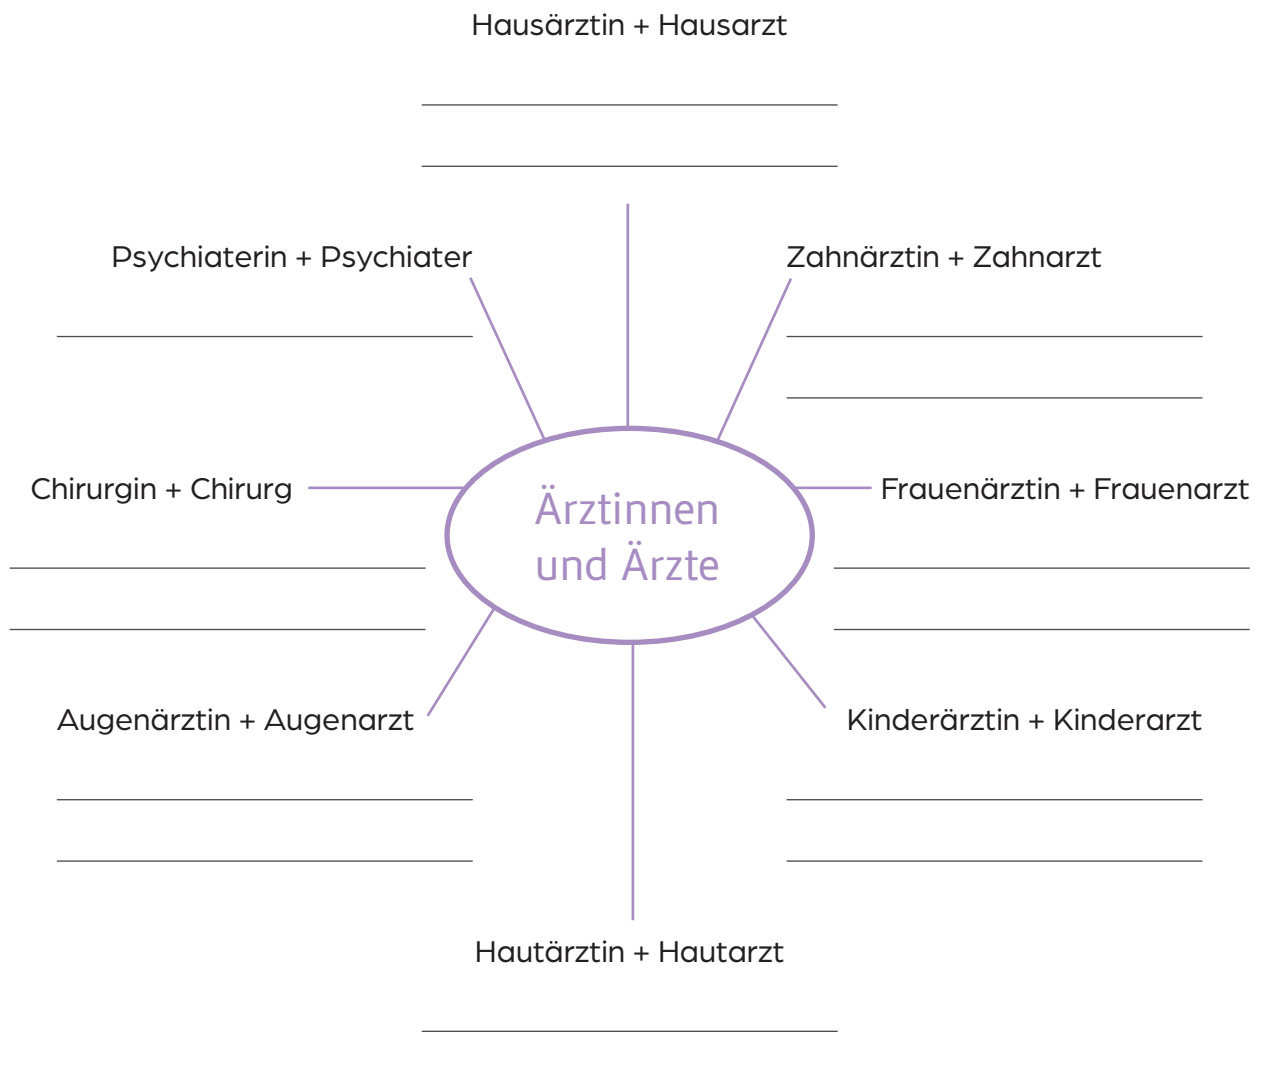 Hausärztin + Hausarzt
Psychiaterin + Psychiater
Zahnärztin + Zahnarzt
Chirurgin + Chirurg
Ärztinnen
und Ärzte
Frauenärztin + Frauenarzt
Augenärztin + Augenarzt
Kinderärztin + Kinderarzt
Hautärztin + Hautarzt